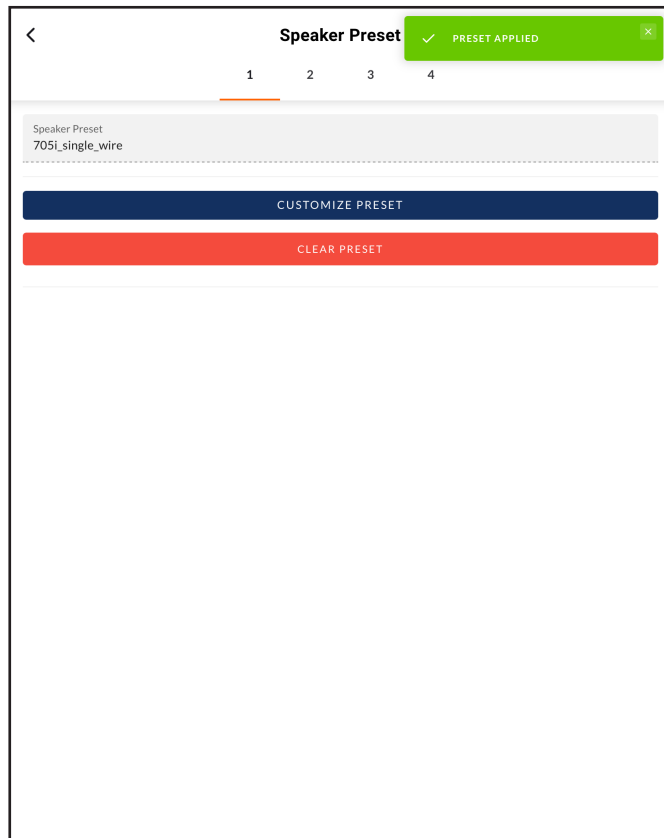 Speaker Preset
PRESET APPLIED
1 2 3 4
Speaker Preset
705i_single_wire
CUSTOMIZE PRESET
CLEAR PRESET